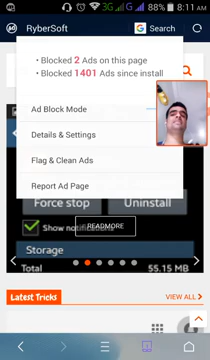 3G G 88% 8:11 AM
RyberSoft
G Search
• Blocked 2 Ads on this page
• Blocked 1401 Ads since install
Ad Block Mode
Details & Settings
Flag & Clean Ads
Report Ad Page
Force stop
Uninstall
Show notifications
READMORE
Storage
Total
55.15 MB
Latest Tricks
VIEW ALL >
1